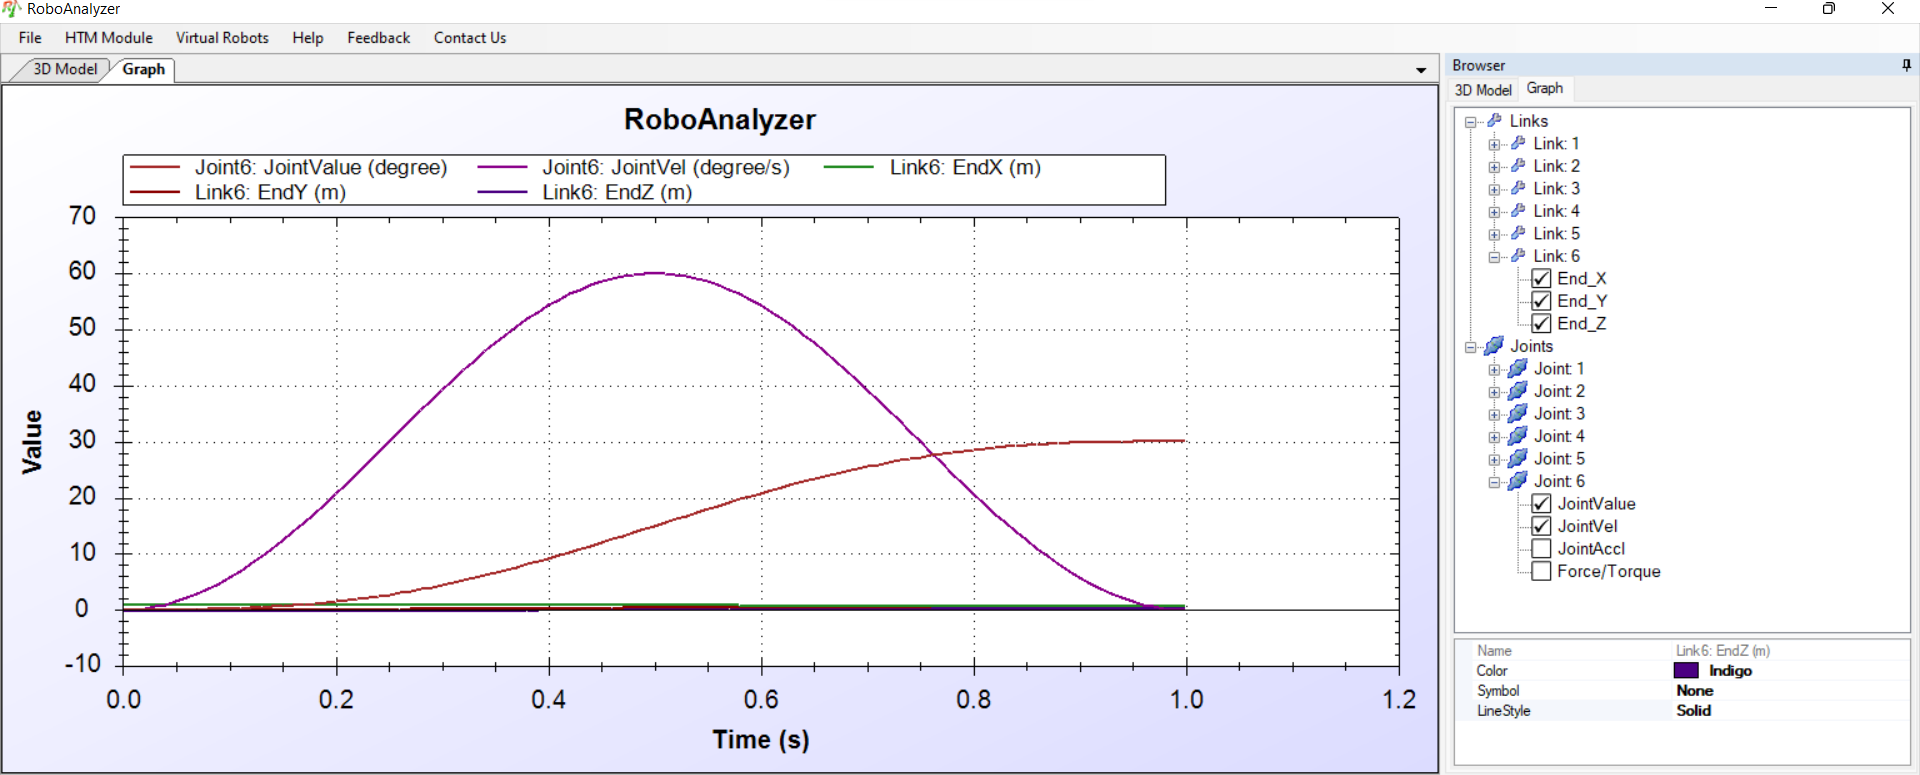 RoboAnalyzer
File HTM Module Virtual Robots Help Feedback Contact Us
3D Model Graph
RoboAnalyzer
Joint6: JointValue (degree) Joint6: JointVel (degree/s) Link6: EndX (m)
Link6: EndY (m) Link6: EndZ (m)
70
60
50
40
30
20
10
0
-10
Value
0.0 0.2 0.4 0.6 0.8 1.0 1.2
Time (s)
Browser
3D Model Graph
Links
Link: 1
Link: 2
Link: 3
Link: 4
Link: 5
Link: 6
End_X
End_Y
End_Z
Joints
Joint: 1
Joint: 2
Joint: 3
Joint: 4
Joint: 5
Joint: 6
JointValue
JointVel
JointAccl
Force/Torque
Name Link6: EndZ (m)
Color Indigo
Symbol None
LineStyle Solid